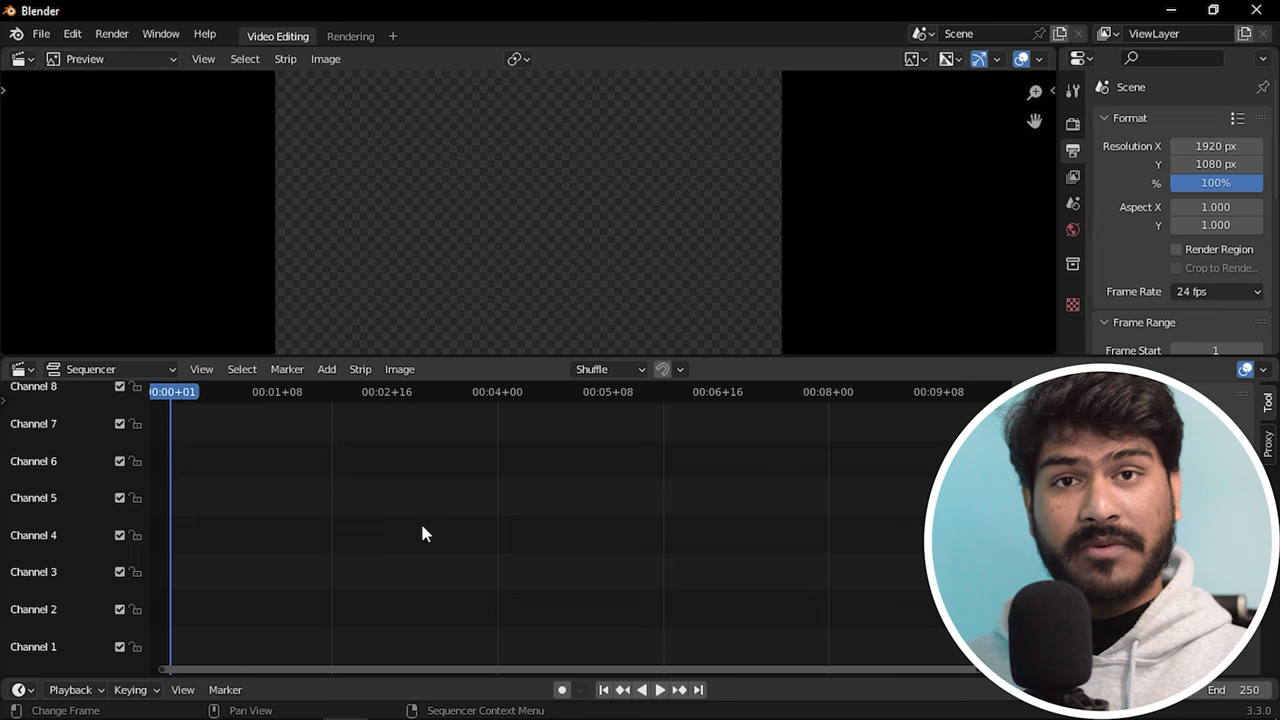 Blender
File Edit Render Window Help Video Editing Rendering + Scene ViewLayer
Preview View Select Strip Image
Scene
Format
Resolution X 1920 px
Y 1080 px
% 100%
Aspect X 1.000
Y 1.000
Render Region
Crop to Rende...
Frame Rate 24 fps
Frame Range
Frame Start 1
Sequencer View Select Marker Add Strip Image Shuffle
Channel 8
0:00+01 00:01+08 00:02+16 00:04+00 00:05+08 00:06+16 00:08+00 00:09+08
Tool
Proxy
Channel 7
Channel 6
Channel 5
Channel 4
Channel 3
Channel 2
Channel 1
Playback Keying View Marker End 250
Change Frame Pan View Sequencer Context Menu 3.3.0